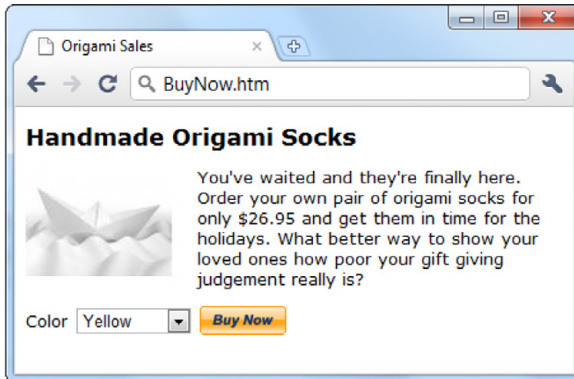 Origami Sales
BuyNow.htm
Handmade Origami Socks
You've waited and they're finally here.
Order your own pair of origami socks for
only $26.95 and get them in time for the
holidays. What better way to show your
loved ones how poor your gift giving
judgement really is?
Color Yellow Buy Now